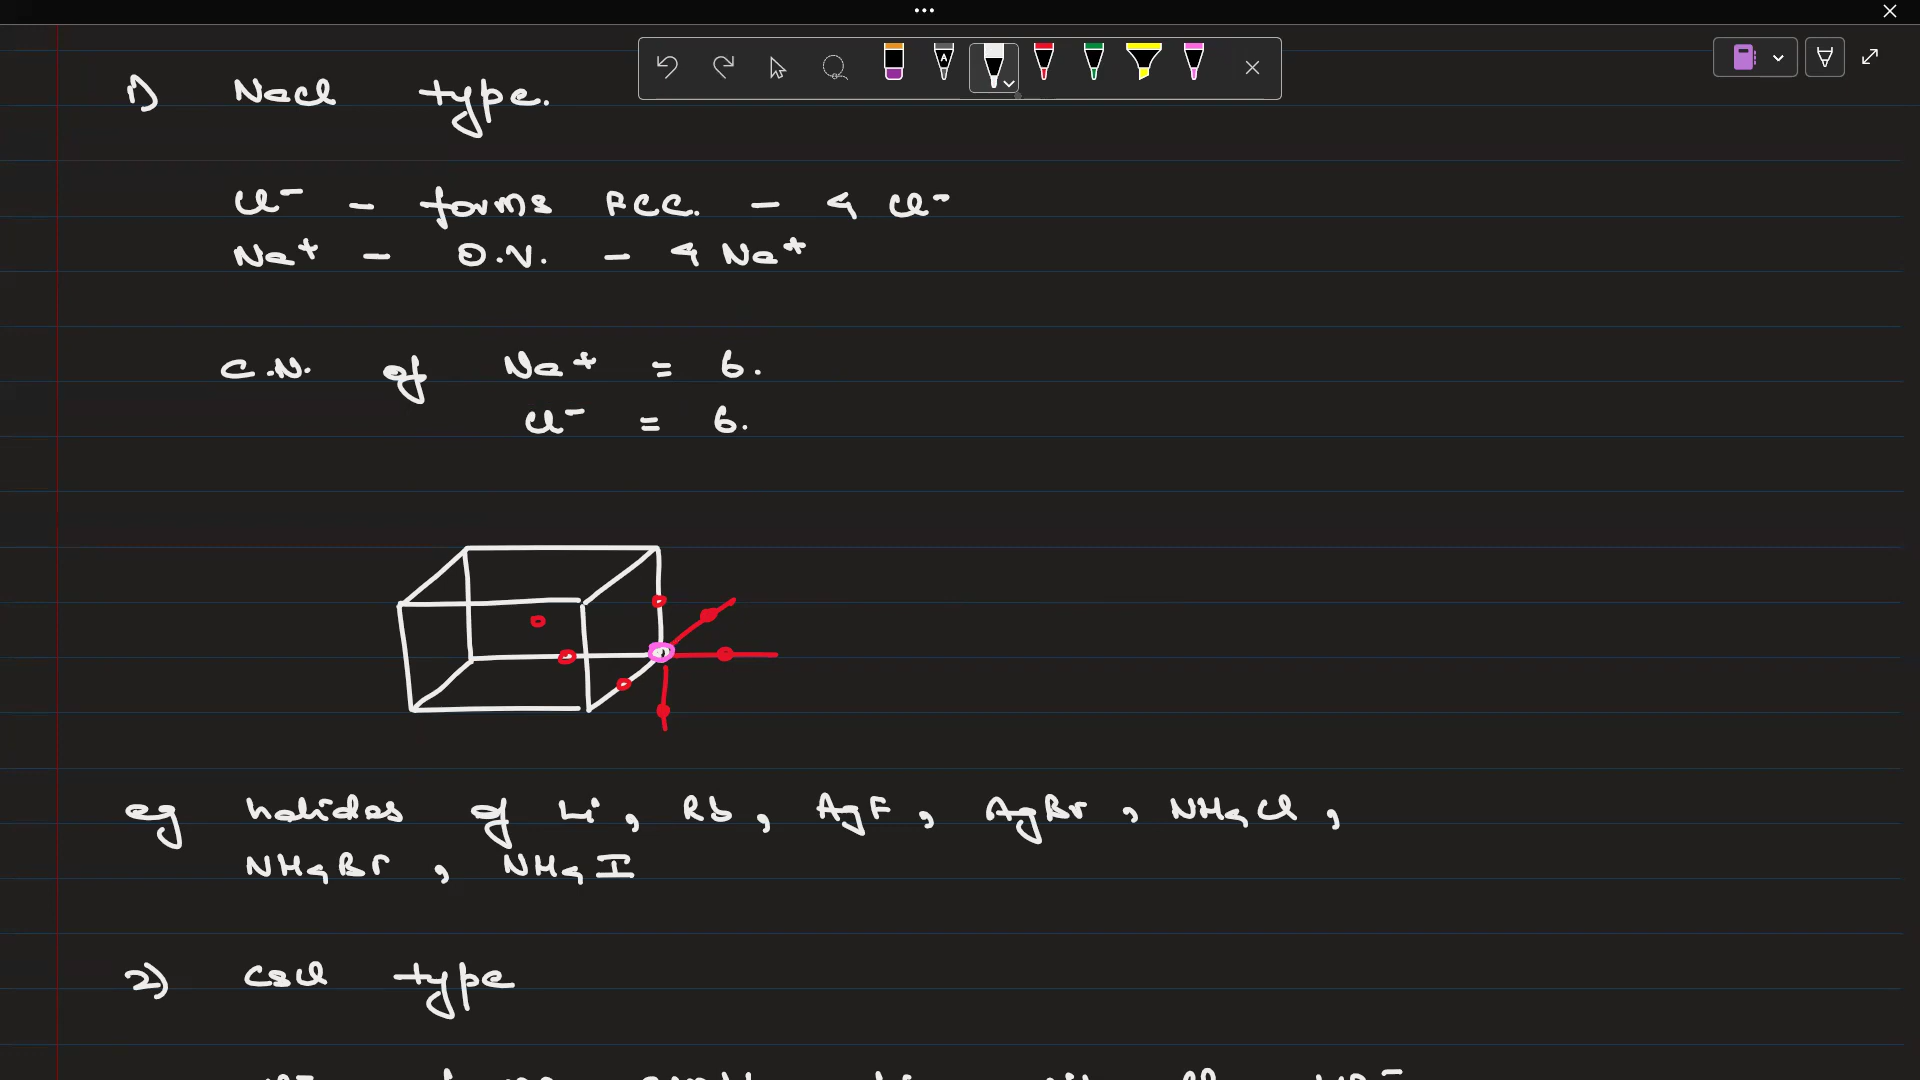 1) NaCl type.
Cl⁻ - forms FCC. - 4 Cl⁻
Na⁺ - O.V. - 4 Na⁺
C.N. of Na⁺ = 6.
Cl⁻ = 6.
eg halides of Li, Rb, AgF, AgBr, NH₄Cl,
NH₄Br, NH₄I
2) CsCl type